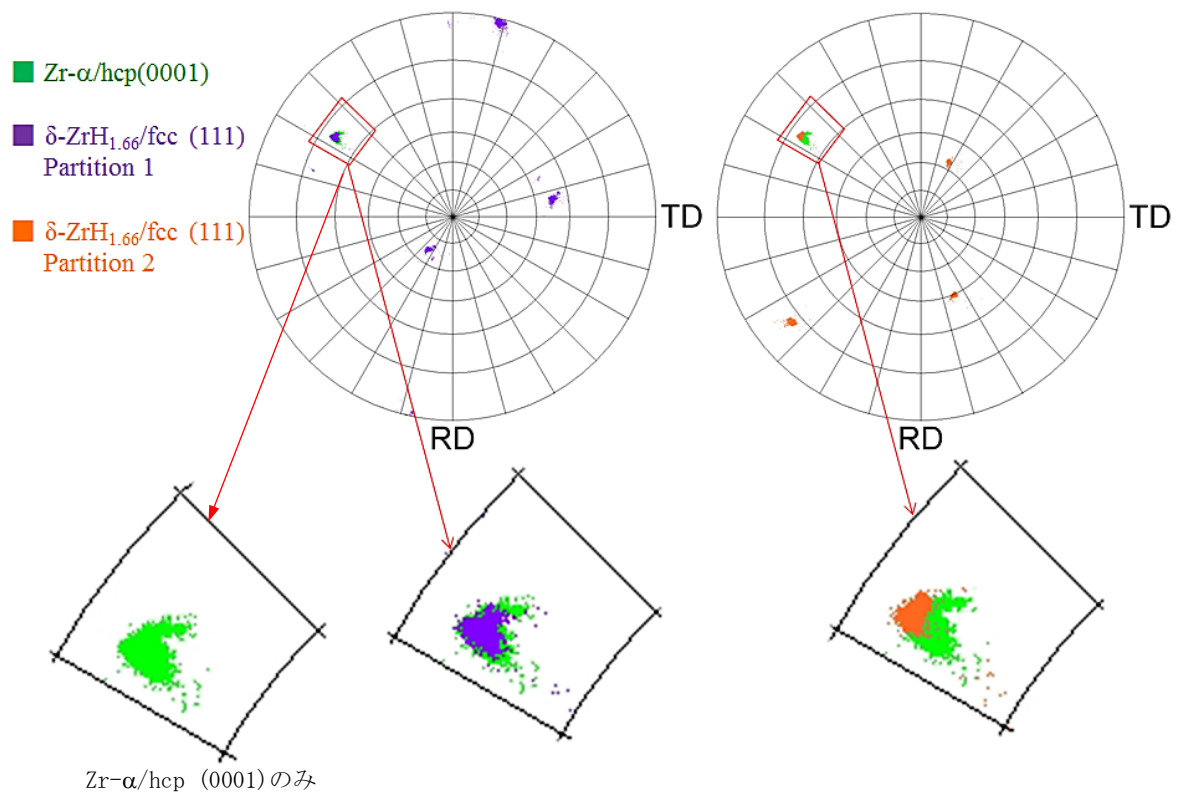 Zr-α/hcp(0001)
δ-ZrH1.66/fcc (111)
Partition 1
δ-ZrH1.66/fcc (111)
Partition 2
TD
RD
TD
RD
Zr-α/hcp (0001)のみ